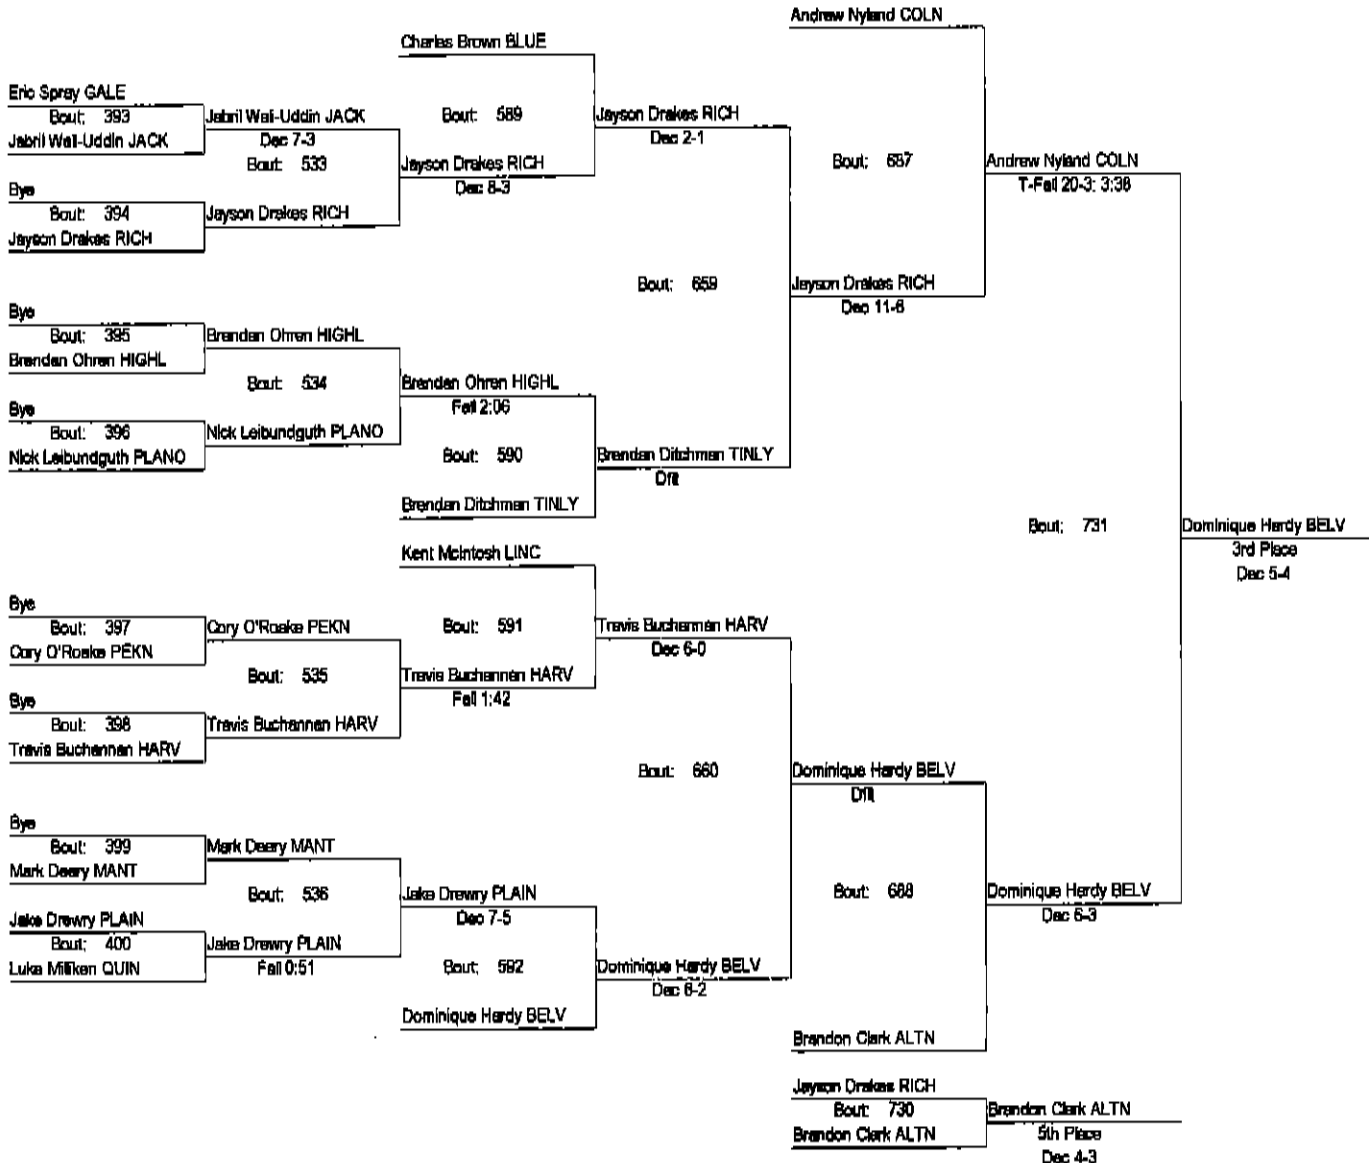 Andrew Nyland COLN
Charles Brown BLUE
Eric Spray GALE
Bout: 393
Jabril Wali-Uddin JACK
Jabril Wali-Uddin JACK
Dec 7-3
Bout: 533
Bye
Bout: 394
Jayson Drakes RICH
Jayson Drakes RICH
Jayson Drakes RICH
Dec 8-3
Bout: 589
Jayson Drakes RICH
Dec 2-1
Bout: 687
Andrew Nyland COLN
T-Fall 20-3: 3:38
Bout: 659
Jayson Drakes RICH
Dec 11-6
Bye
Bout: 395
Brendan Ohren HIGHL
Brendan Ohren HIGHL
Bout: 534
Bye
Bout: 396
Nick Leibundguth PLANO
Nick Leibundguth PLANO
Brendan Ohren HIGHL
Fall 2:06
Bout: 590
Brendan Ditchman TINLY
Brendan Ditchman TINLY
Dflt
Bout: 731
Dominique Hardy BELV
3rd Place
Dec 5-4
Kent McIntosh LINC
Bye
Bout: 397
Cory O'Roake PEKN
Cory O'Roake PEKN
Bout: 535
Bye
Bout: 398
Travis Buchannan HARV
Travis Buchannan HARV
Bout: 591
Travis Buchannan HARV
Fall 1:42
Travis Buchannan HARV
Dec 6-0
Bout: 660
Dominique Hardy BELV
Dflt
Bye
Bout: 399
Mark Deery MANT
Mark Deery MANT
Bout: 536
Jake Drewry PLAIN
Bout: 400
Luke Milliken QUIN
Jake Drewry PLAIN
Fall 0:51
Jake Drewry PLAIN
Dec 7-5
Bout: 592
Dominique Hardy BELV
Dominique Hardy BELV
Dec 6-2
Bout: 688
Dominique Hardy BELV
Dec 6-3
Brandon Clark ALTN
Jayson Drakes RICH
Bout: 730
Brandon Clark ALTN
Brandon Clark ALTN
5th Place
Dec 4-3